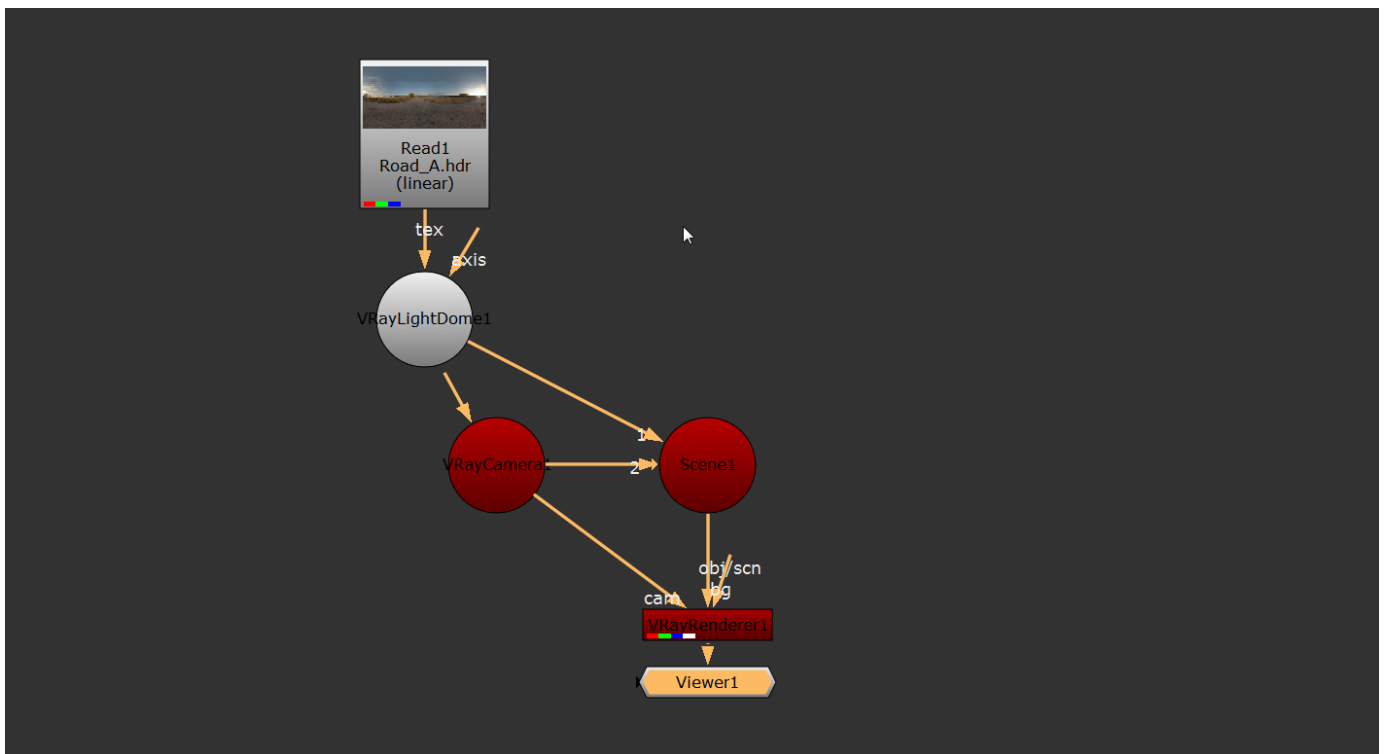 Read1
Road_A.hdr
(linear)
tex
axis
VRayLightDome1
1
VRayCamera1
2
Scene1
obj/scn
bg
cam
VRayRenderer1
Viewer1